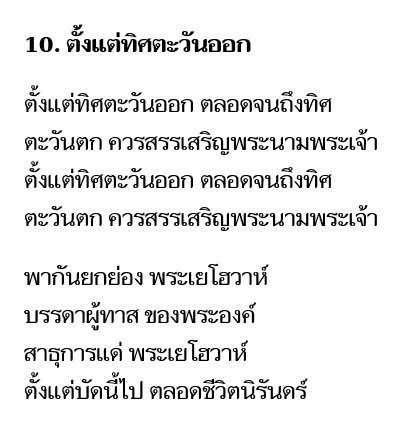 10. ตั้งแต่ทิศตะวันออก
ตั้งแต่ทิศตะวันออก ตลอดจนถึงทิศ
ตะวันตก ควรสรรเสริญพระนามพระเจ้า
ตั้งแต่ทิศตะวันออก ตลอดจนถึงทิศ
ตะวันตก ควรสรรเสริญพระนามพระเจ้า
พากันยกย่อง พระเยโฮวาห์
บรรดาผู้ทาส ของพระองค์
สาธุการแด่ พระเยโฮวาห์
ตั้งแต่บัดนี้ไป ตลอดชีวิตนิรันดร์